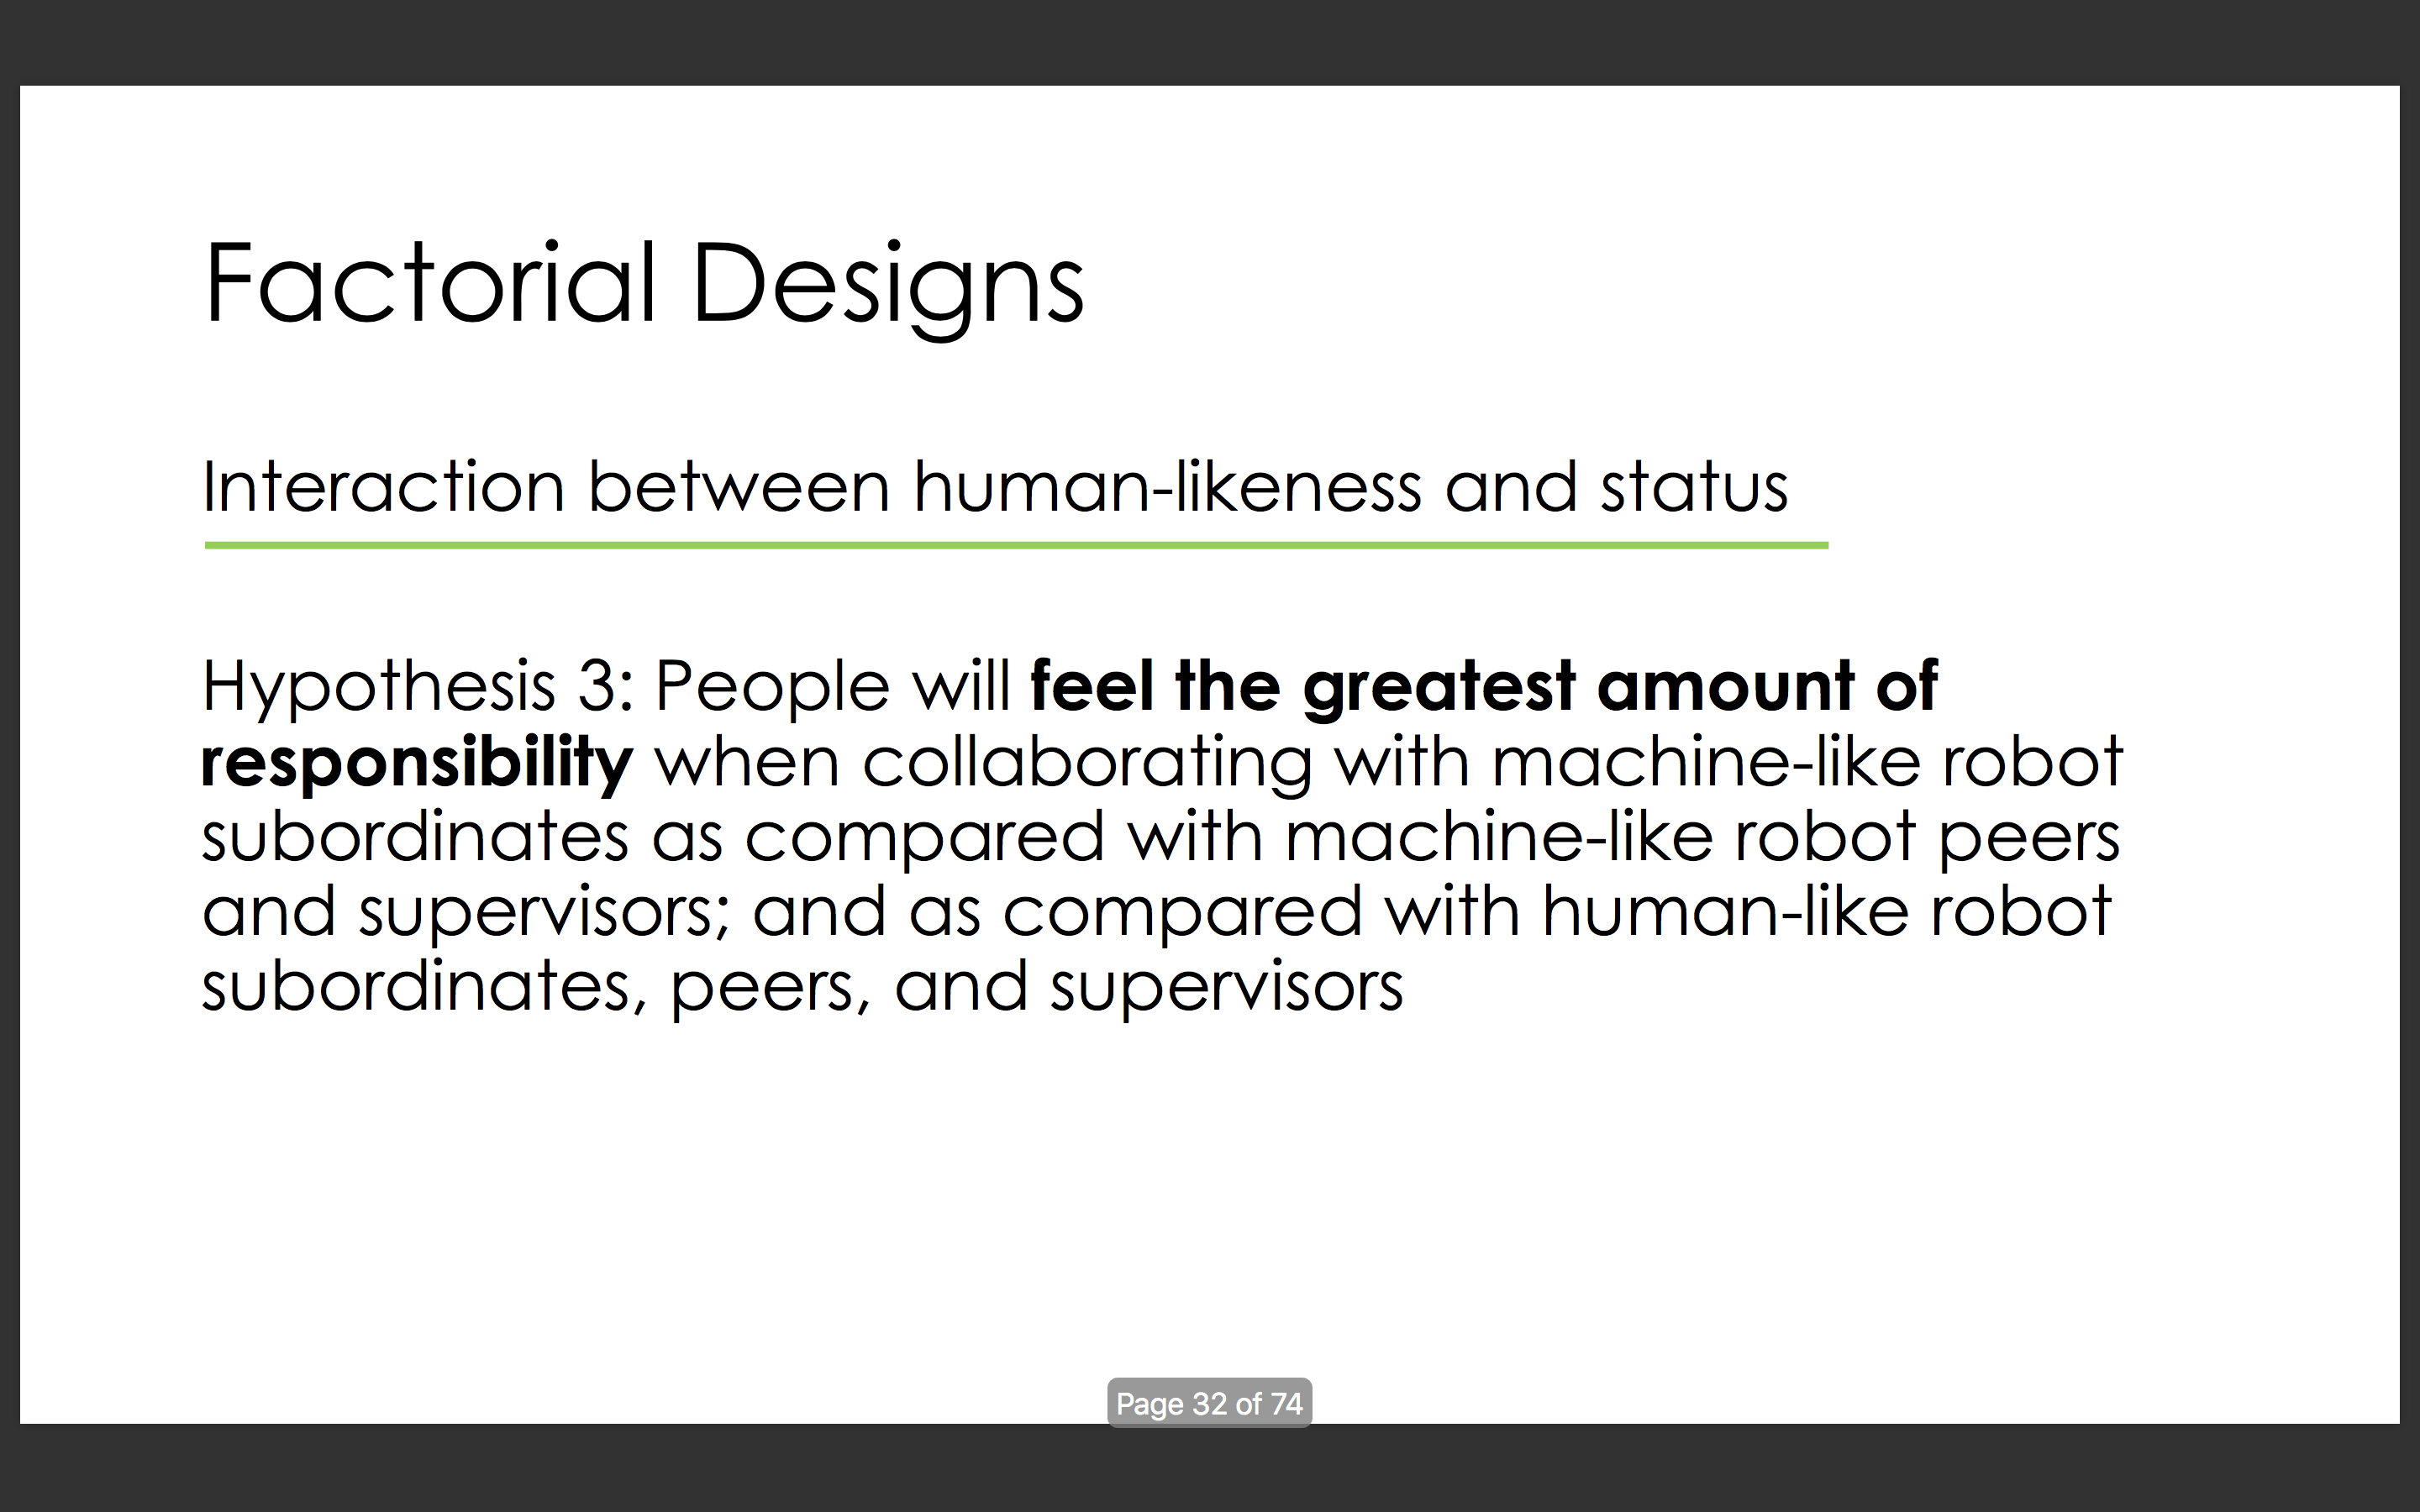 Factorial Designs
Interaction between human-likeness and status
Hypothesis 3: People will feel the greatest amount of
responsibility when collaborating with machine-like robot
subordinates as compared with machine-like robot peers
and supervisors; and as compared with human-like robot
subordinates, peers, and supervisors
Page 32 of 74